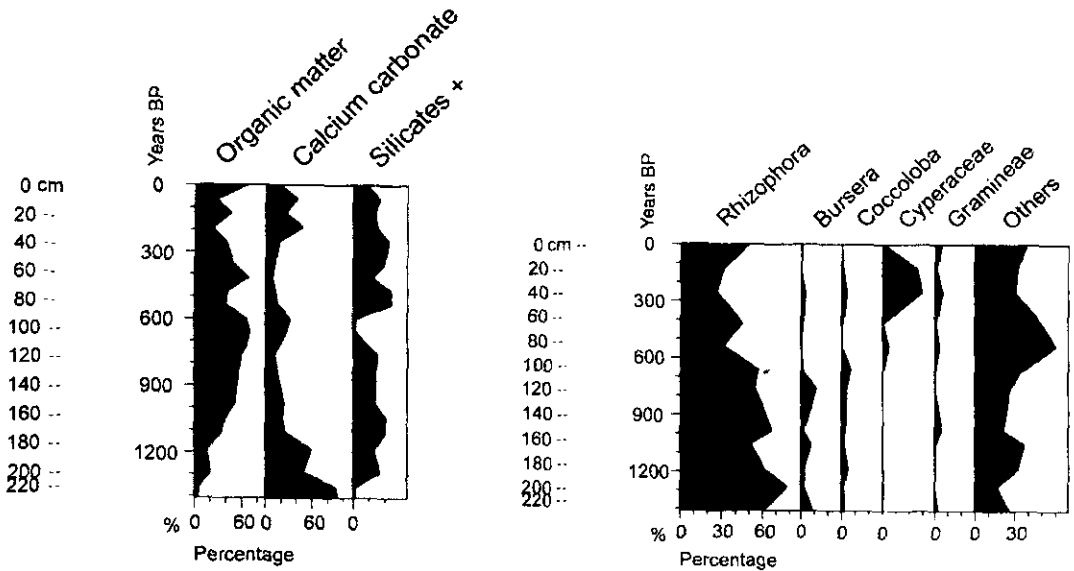 Years BP
Organic matter
Calcium carbonate
Silicates +
0 cm
20 --
40 --
60 --
80 --
100 --
120 --
140 --
160 --
180 --
200 --
220 --
0
300
600
900
1200
% 0 60 0 60 0
Percentage
Years BP
Rhizophora
Bursera
Coccoloba
Cyperaceae
Gramineae
Others
0 cm --
20 --
40 --
60 --
80 --
100 --
120 --
140 --
160 --
180 --
200 --
220 --
0
300
600
900
1200
% 0 30 60 0 0 0 0 0 30
Percentage